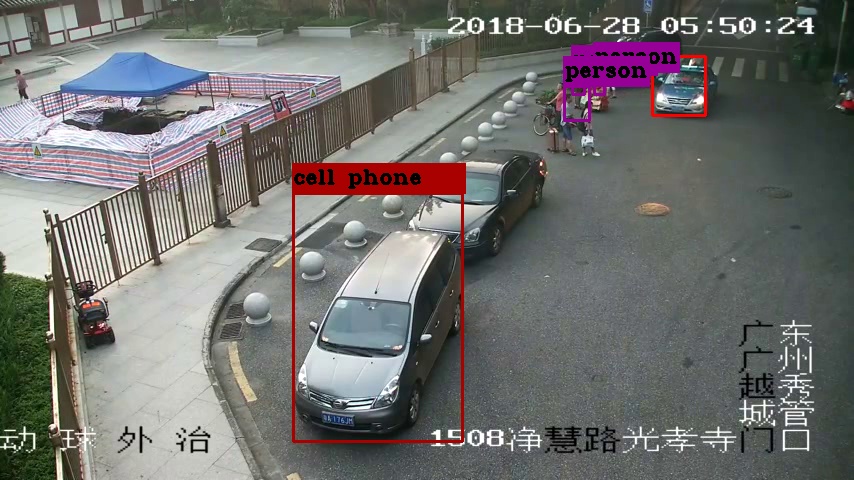 2018-06-28 05:50:24
person
person
cell phone
广东
广州
越秀
城管
动球外治
1508净慧路光孝寺门口